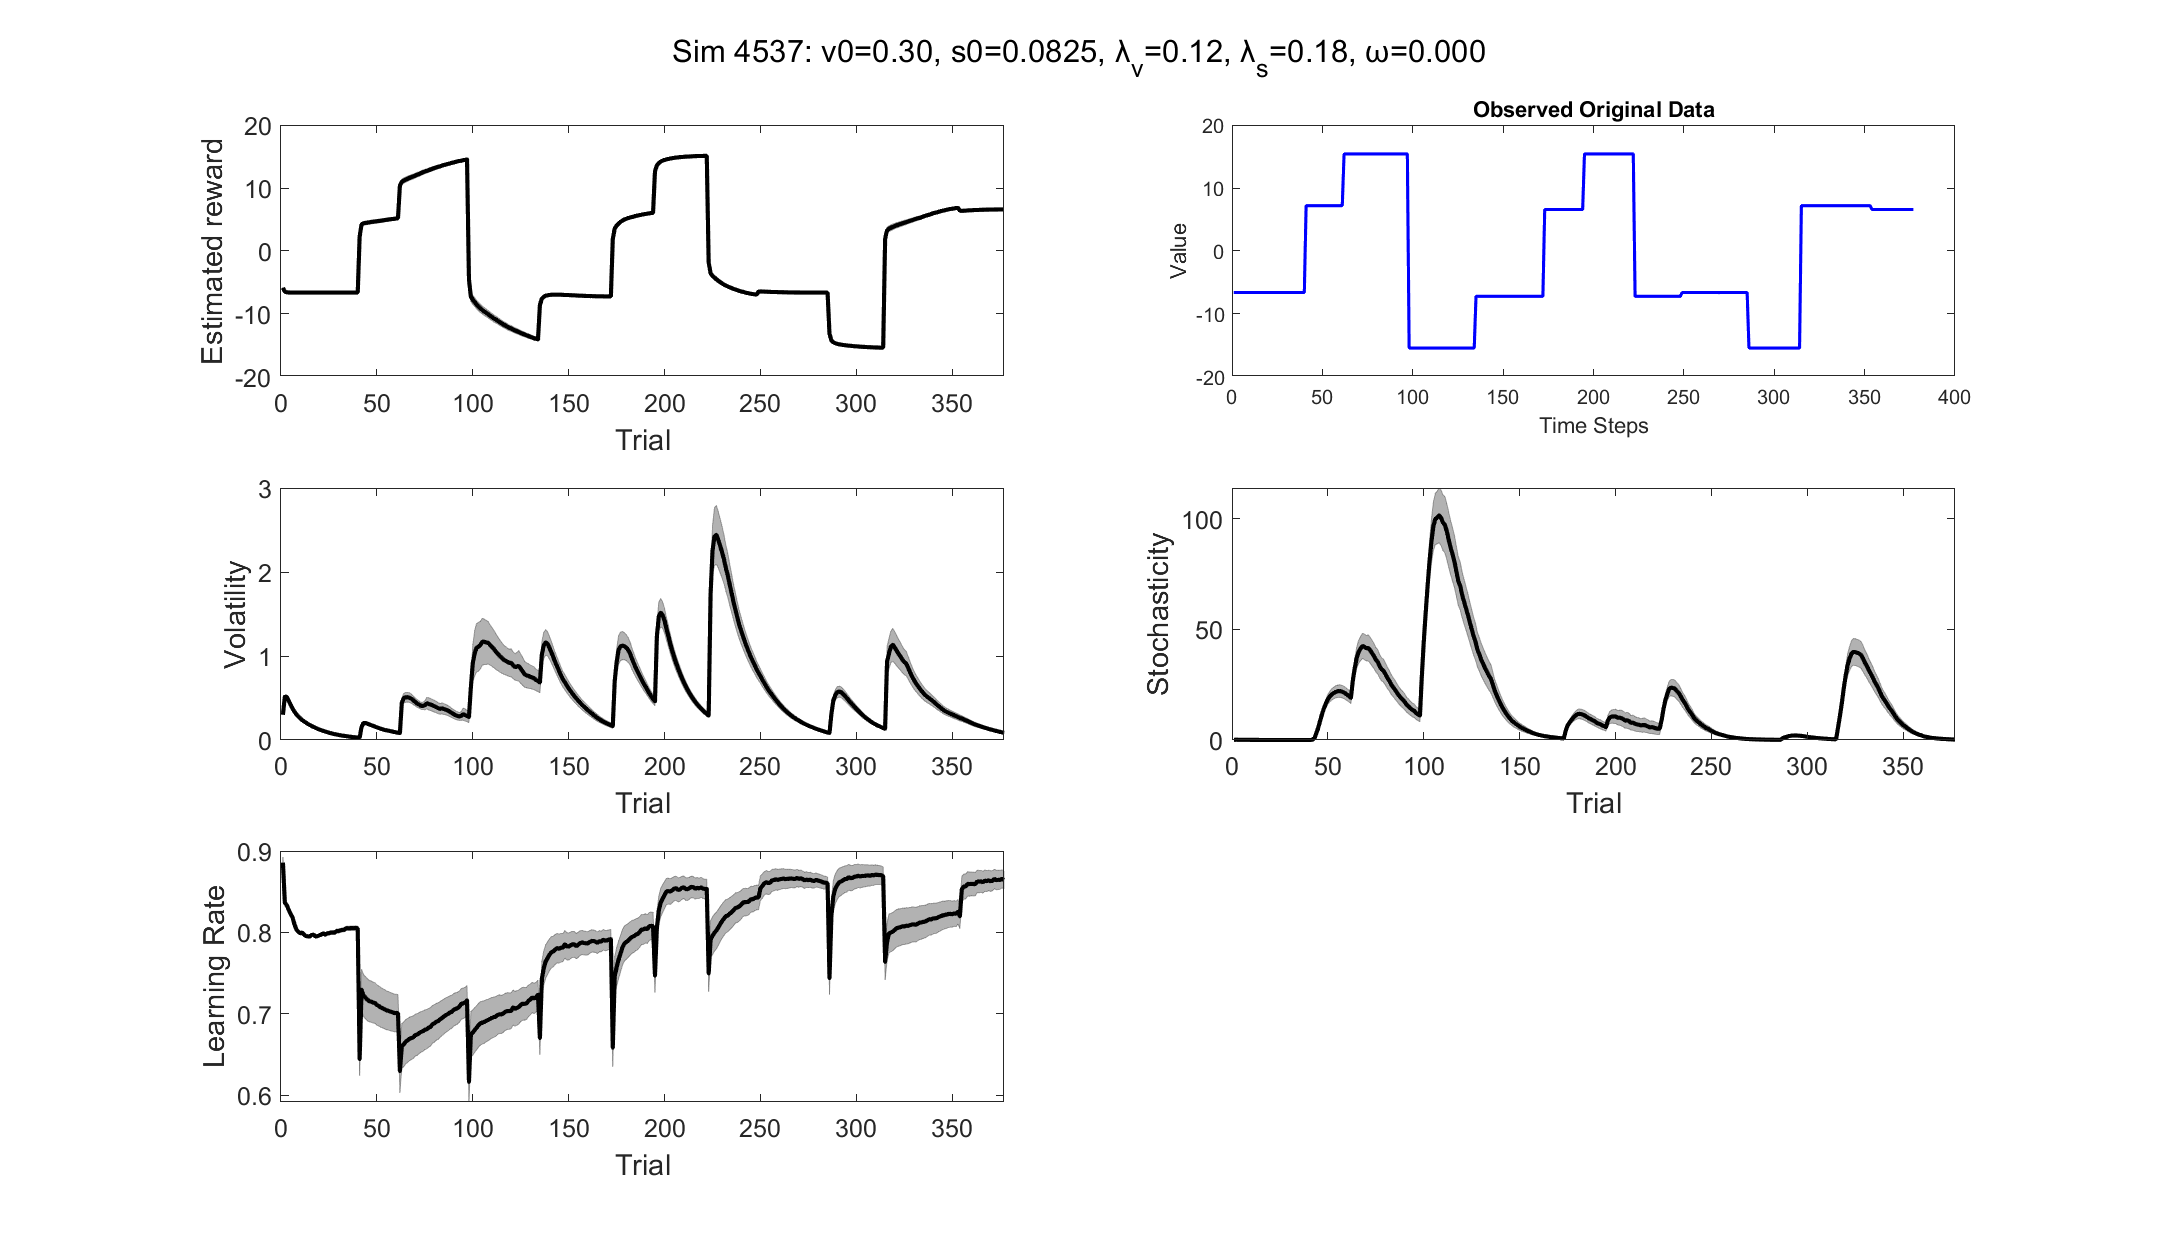 Sim 4537: v0=0.30, s0=0.0825, λv=0.12, λs=0.18, ω=0.000
Estimated reward
20
10
0
-10
-20
0 50 100 150 200 250 300 350
Trial
Observed Original Data
Value
20
10
0
-10
-20
0 50 100 150 200 250 300 350 400
Time Steps
Volatility
3
2
1
0
0 50 100 150 200 250 300 350
Trial
Stochasticity
100
50
0
0 50 100 150 200 250 300 350
Trial
Learning Rate
0.9
0.8
0.7
0.6
0 50 100 150 200 250 300 350
Trial